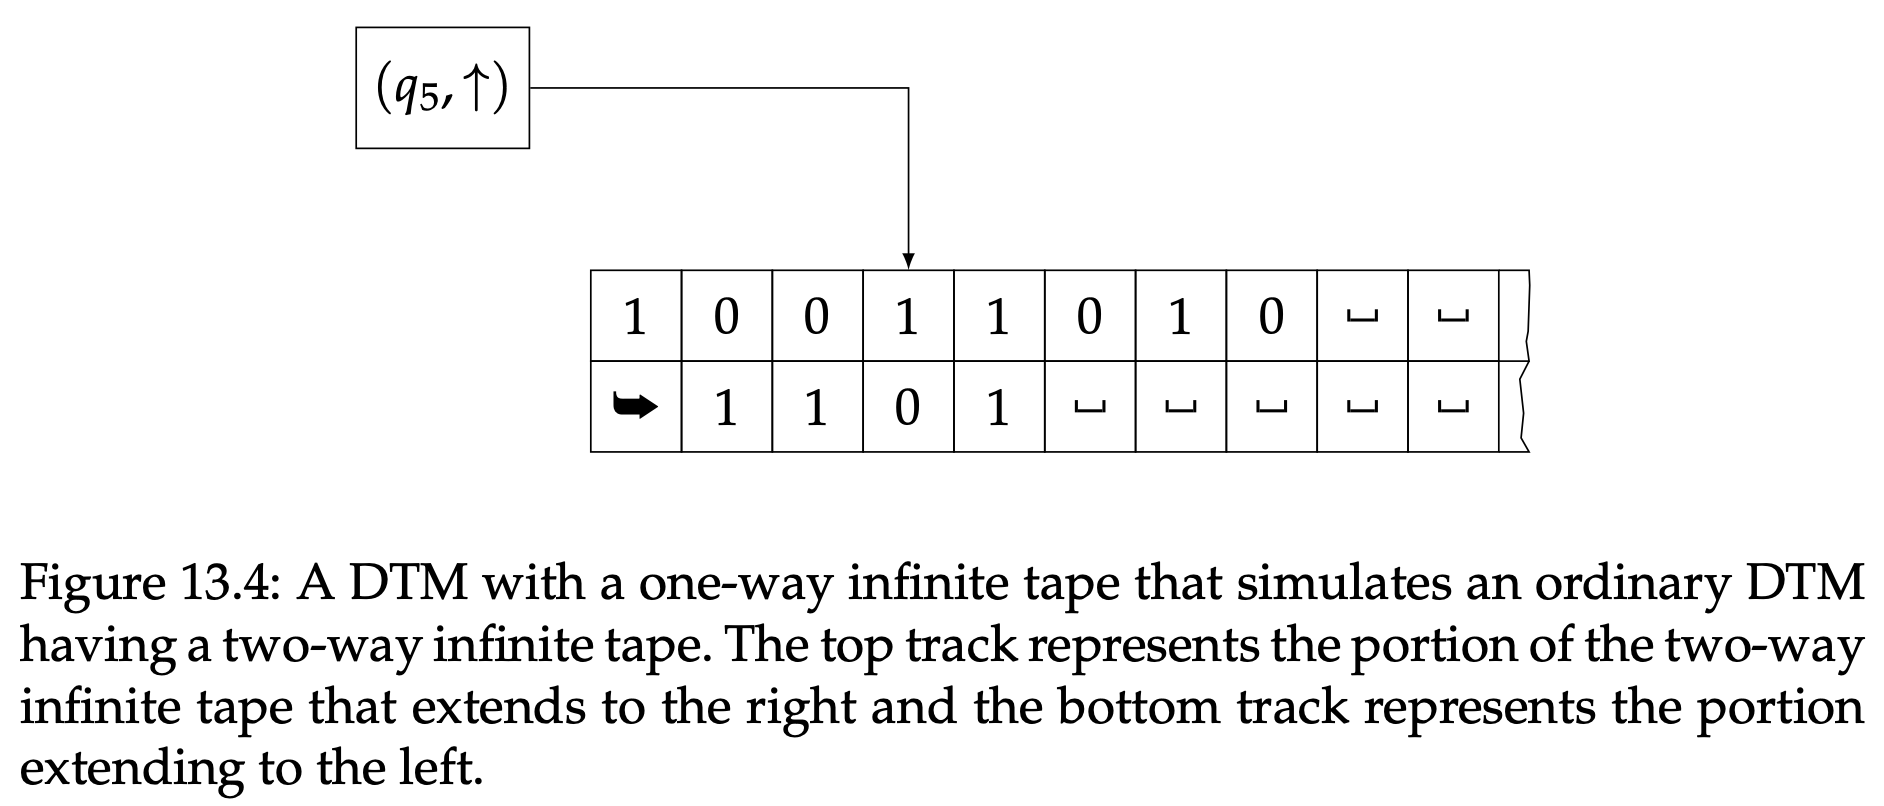 (q₅, ↑)
1 0 0 1 1 0 1 0 ␣ ␣
➥ 1 1 0 1 ␣ ␣ ␣ ␣ ␣
Figure 13.4: A DTM with a one-way infinite tape that simulates an ordinary DTM
having a two-way infinite tape. The top track represents the portion of the two-way
infinite tape that extends to the right and the bottom track represents the portion
extending to the left.